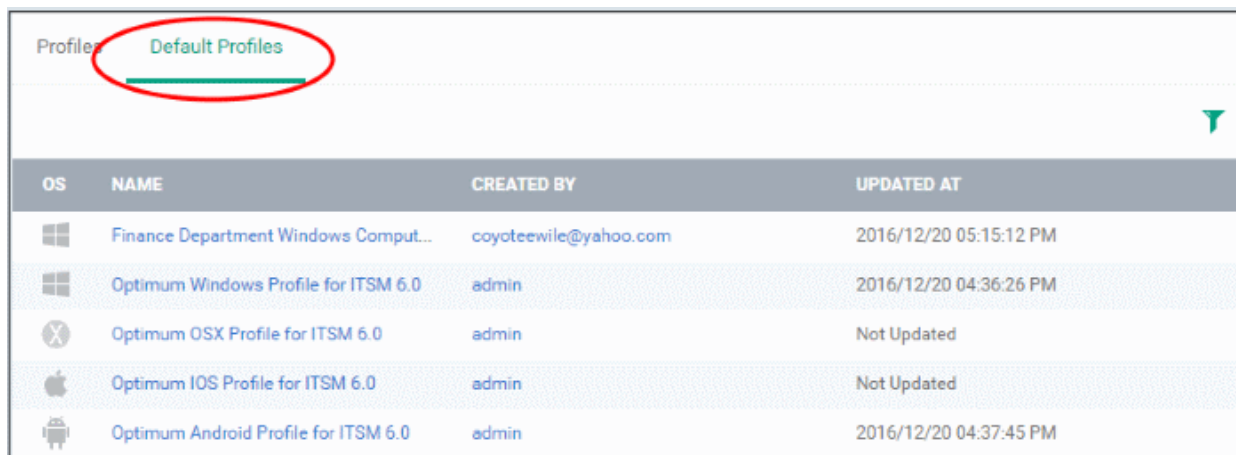 Profiles Default Profiles
OS NAME CREATED BY UPDATED AT
Finance Department Windows Comput... coyoteewile@yahoo.com 2016/12/20 05:15:12 PM
Optimum Windows Profile for ITSM 6.0 admin 2016/12/20 04:36:26 PM
Optimum OSX Profile for ITSM 6.0 admin Not Updated
Optimum IOS Profile for ITSM 6.0 admin Not Updated
Optimum Android Profile for ITSM 6.0 admin 2016/12/20 04:37:45 PM